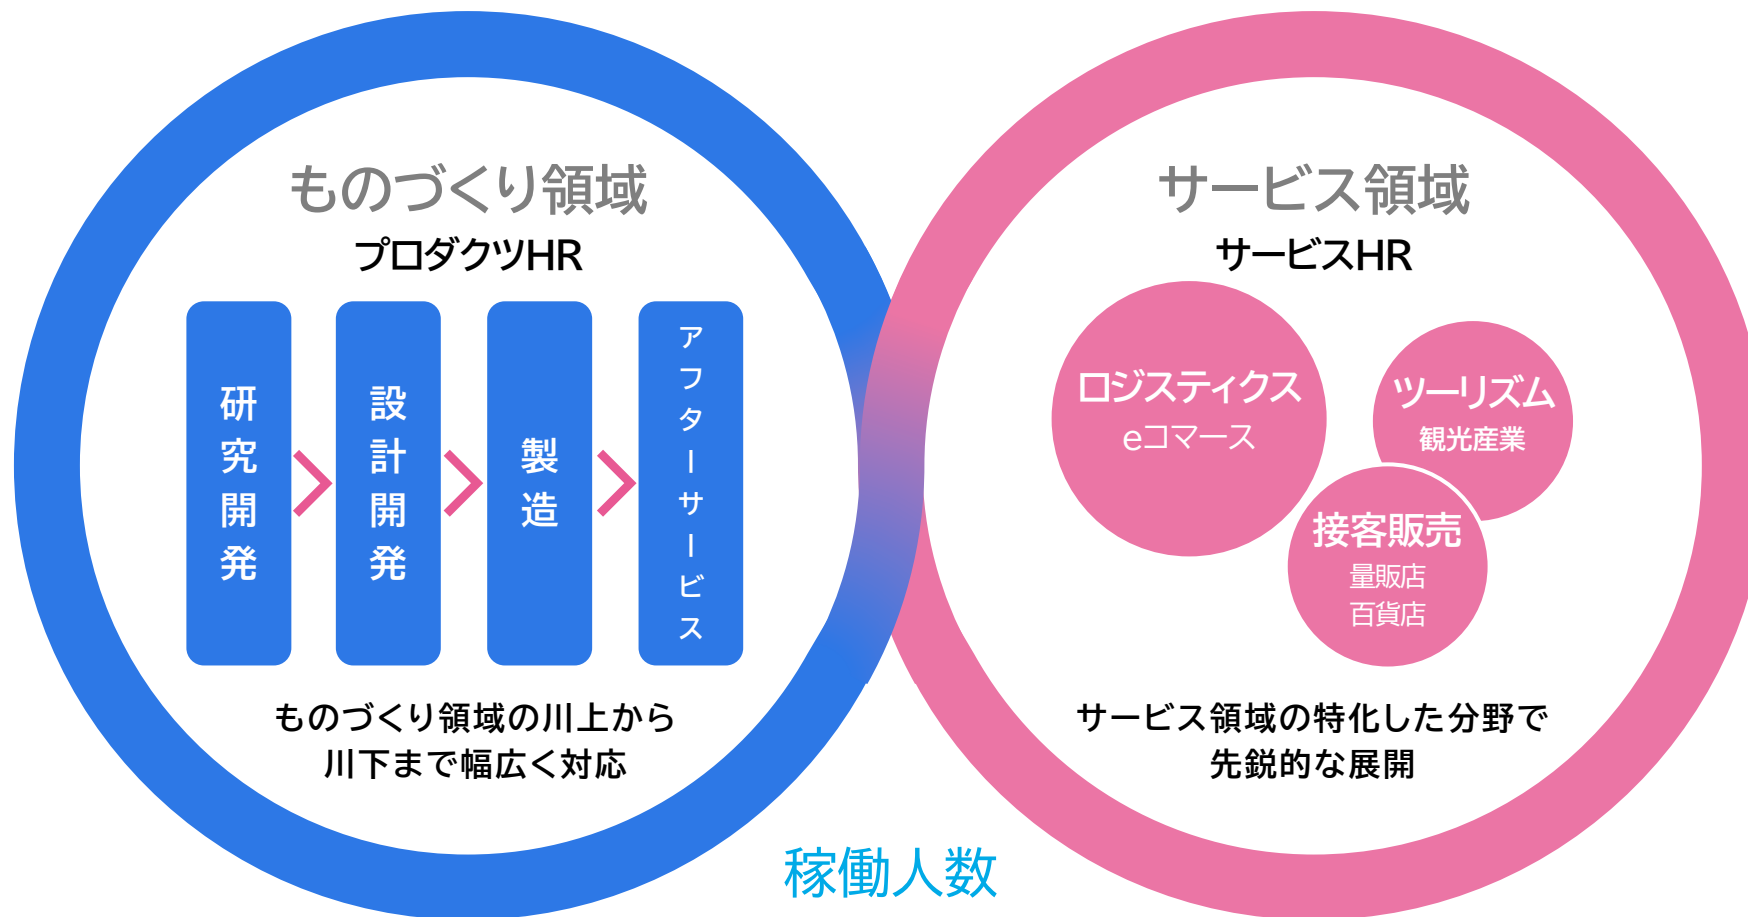 ものづくり領域
プロダクツHR
研究開発
設計開発
製造
アフターサービス
ものづくり領域の川上から
川下まで幅広く対応
サービス領域
サービスHR
ロジスティクス
eコマース
ツーリズム
観光産業
接客販売
量販店
百貨店
サービス領域の特化した分野で
先鋭的な展開
稼働人数